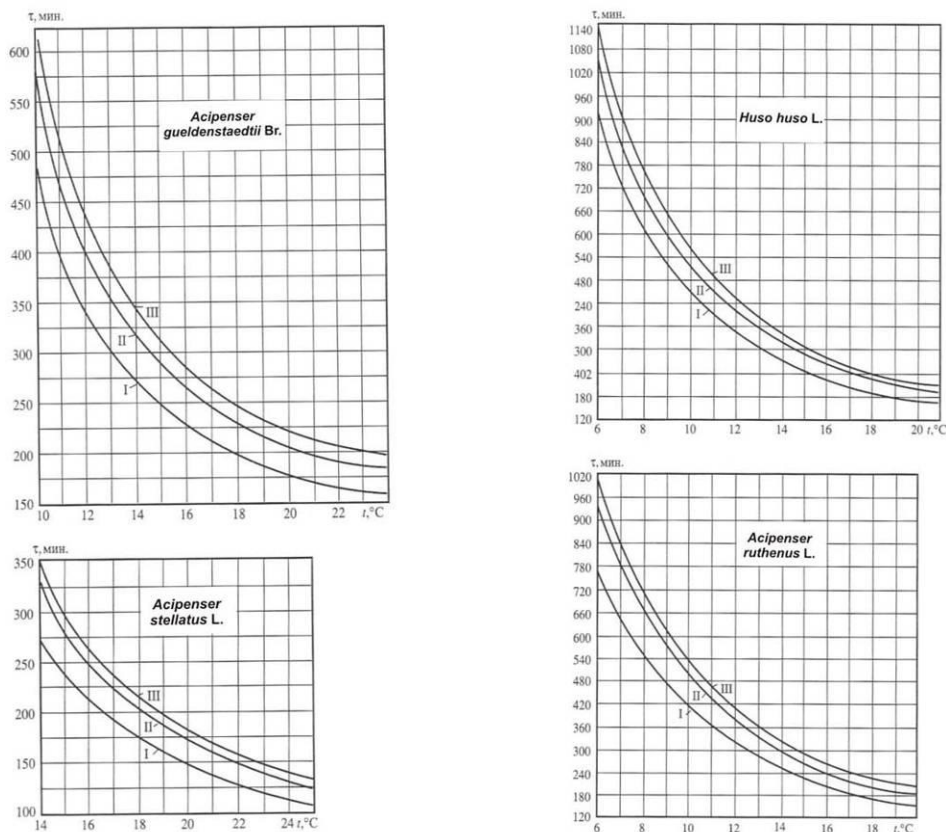 τ, мин.
600
550
500
450
400
350
300
250
200
150
10 12 14 16 18 20 22 t,°C
Acipenser
gueldenstaedtii Br.
III
II
I
τ, мин.
1140
1080
1020
960
900
840
780
720
660
600
540
480
240
360
300
402
180
120
6 8 10 12 14 16 18 20 t,°C
Huso huso L.
III
II
I
τ, мин.
350
300
250
200
150
100
14 16 18 20 22 24 t,°C
Acipenser
stellatus L.
III
II
I
τ, мин.
1020
960
900
840
780
720
660
600
540
480
420
360
300
240
180
120
6 8 10 12 14 16 18 t,°C
Acipenser
ruthenus L.
III
II
I